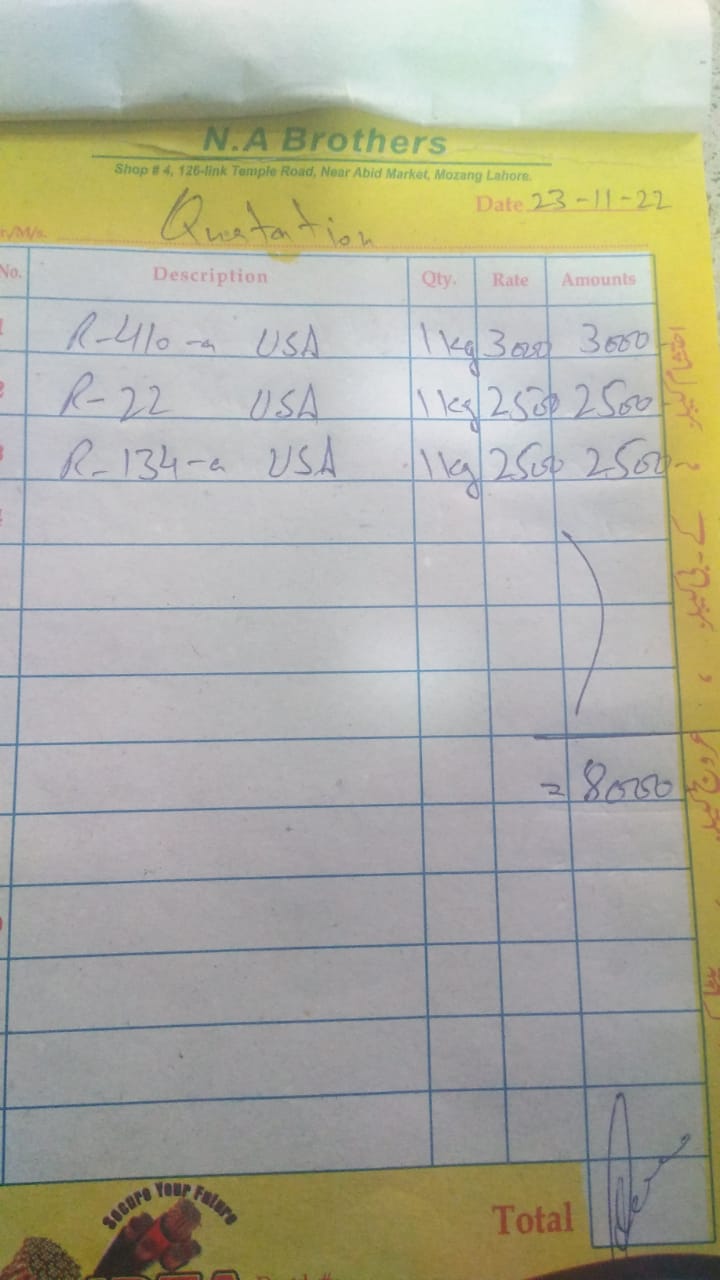 N.A Brothers
Shop # 4, 126-link Temple Road, Near Abid Market, Mozang Lahore.
Date 23-11-22
r./M/s. Quetation
No. Description Qty. Rate Amounts
1 R-410-a USA 1kg 3000 3000
2 R-22 USA 1kg 2500 2500
3 R-134-a USA 1kg 2500 2500
= 8000
Total
Secure Your Future